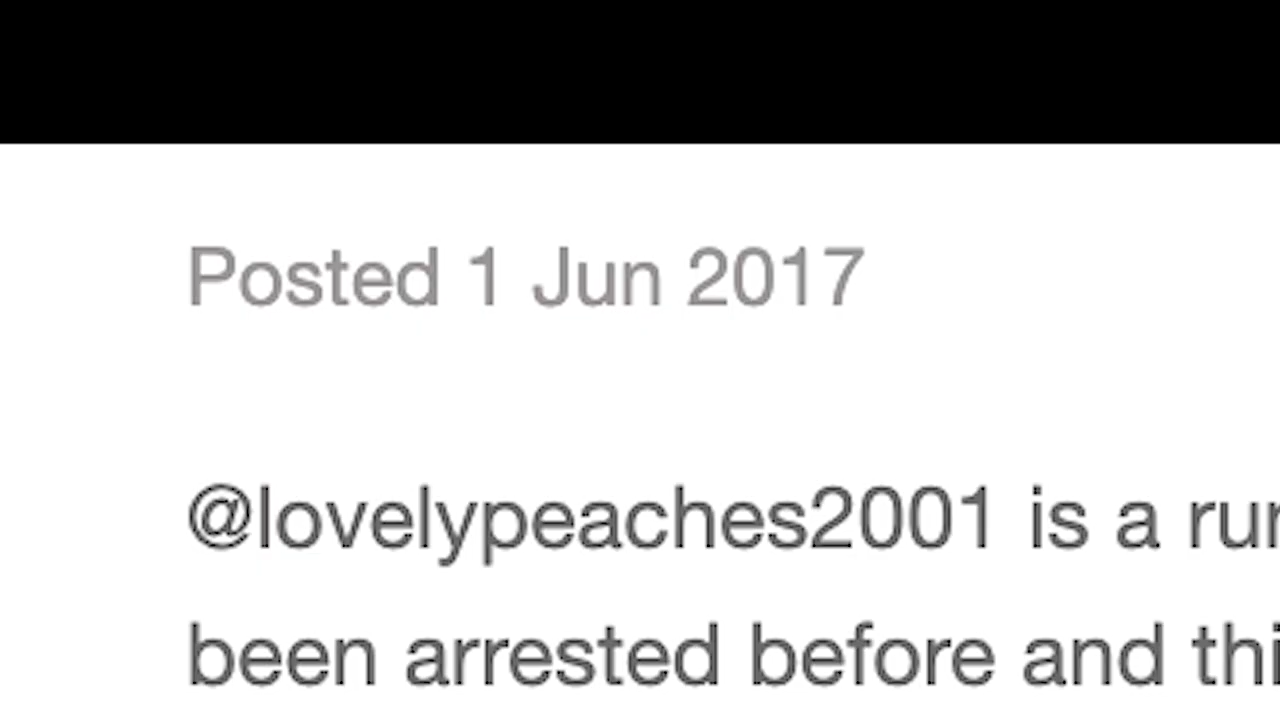 Posted 1 Jun 2017
@lovelypeaches2001 is a
been arrested before and